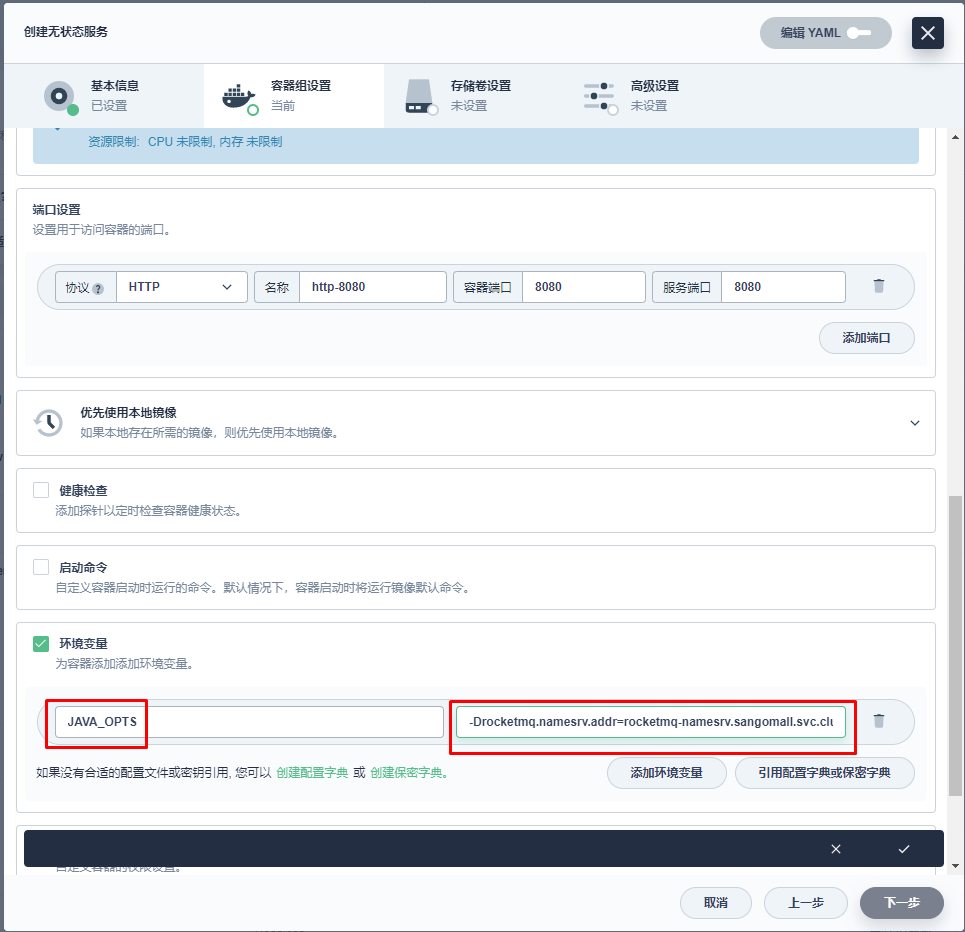 创建无状态服务
编辑 YAML
基本信息
已设置
容器组设置
当前
存储卷设置
未设置
高级设置
未设置
资源限制: CPU 未限制, 内存 未限制
端口设置
设置用于访问容器的端口。
协议 ? HTTP 名称 http-8080 容器端口 8080 服务端口 8080
添加端口
优先使用本地镜像
如果本地存在所需的镜像，则优先使用本地镜像。
健康检查
添加探针以定时检查容器健康状态。
启动命令
自定义容器启动时运行的命令。默认情况下，容器启动时将运行镜像默认命令。
环境变量
为容器添加添加环境变量。
JAVA_OPTS -Drocketmq.namesrv.addr=rocketmq-namesrv.sangomall.svc.clu
如果没有合适的配置文件或密钥引用, 您可以 创建配置字典 或 创建保密字典。
添加环境变量 引用配置字典或保密字典
自定义容器的权限设置。
取消 上一步 下一步